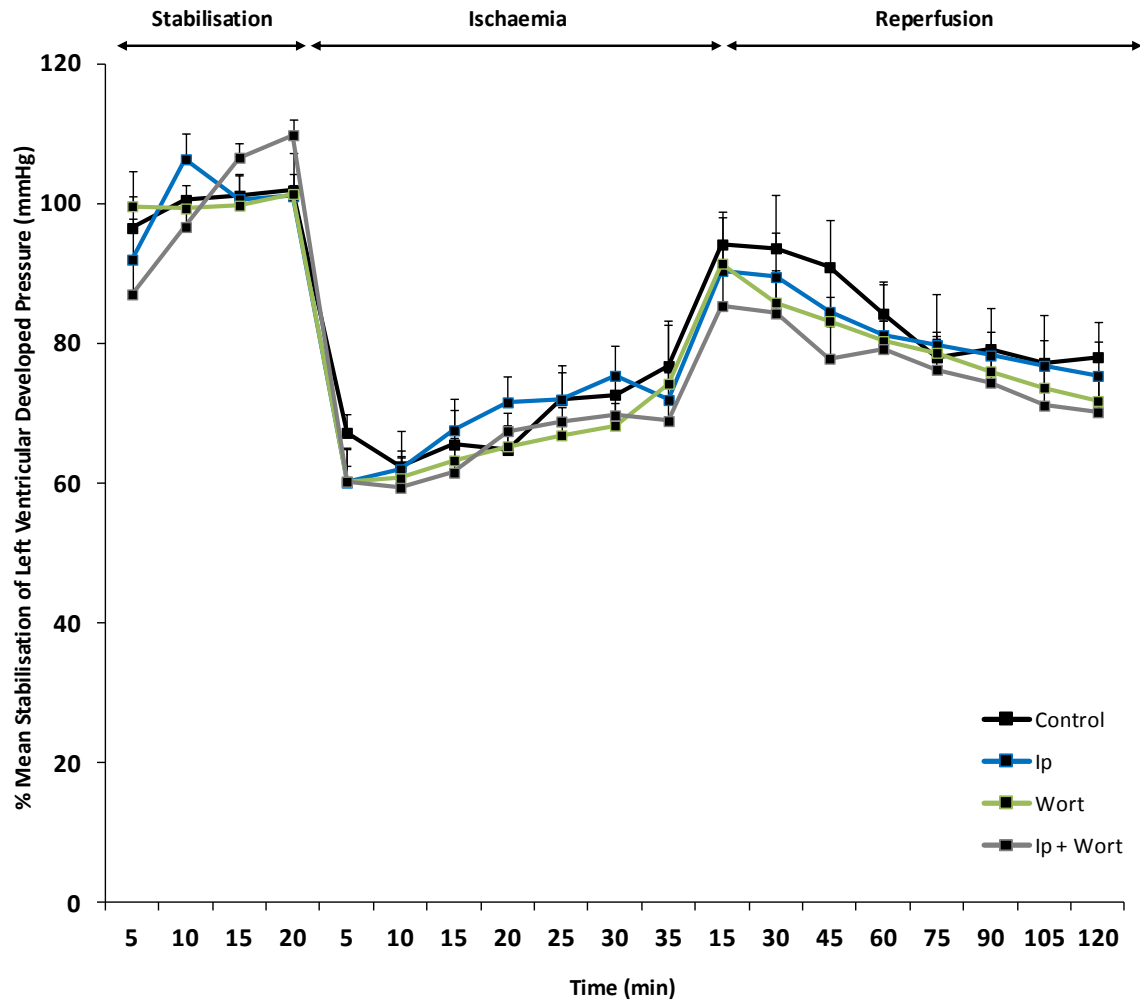 Stabilisation Ischaemia Reperfusion
% Mean Stabilisation of Left Ventricular Developed Pressure (mmHg)
120
100
80
60
40
20
0
Control
Ip
Wort
Ip + Wort
5 10 15 20 5 10 15 20 25 30 35 15 30 45 60 75 90 105 120
Time (min)